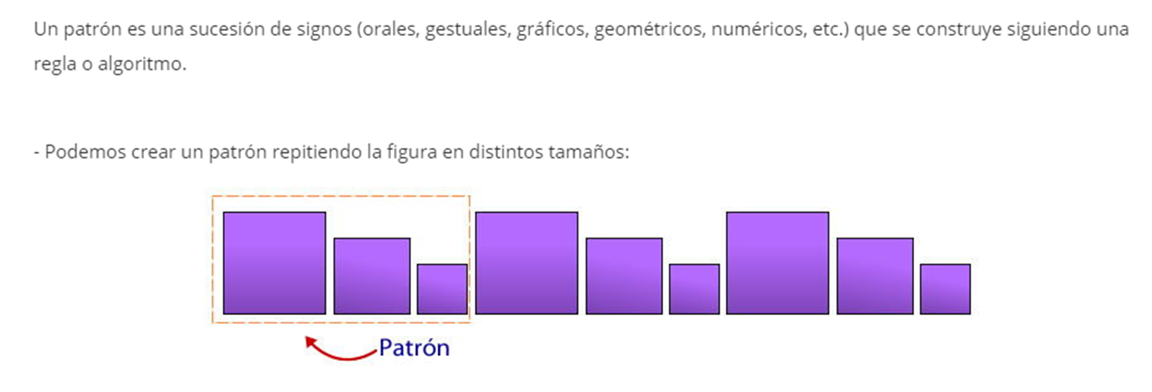 Un patrón es una sucesión de signos (orales, gestuales, gráficos, geométricos, numéricos, etc.) que se construye siguiendo una
regla o algoritmo.
- Podemos crear un patrón repitiendo la figura en distintos tamaños:
Patrón